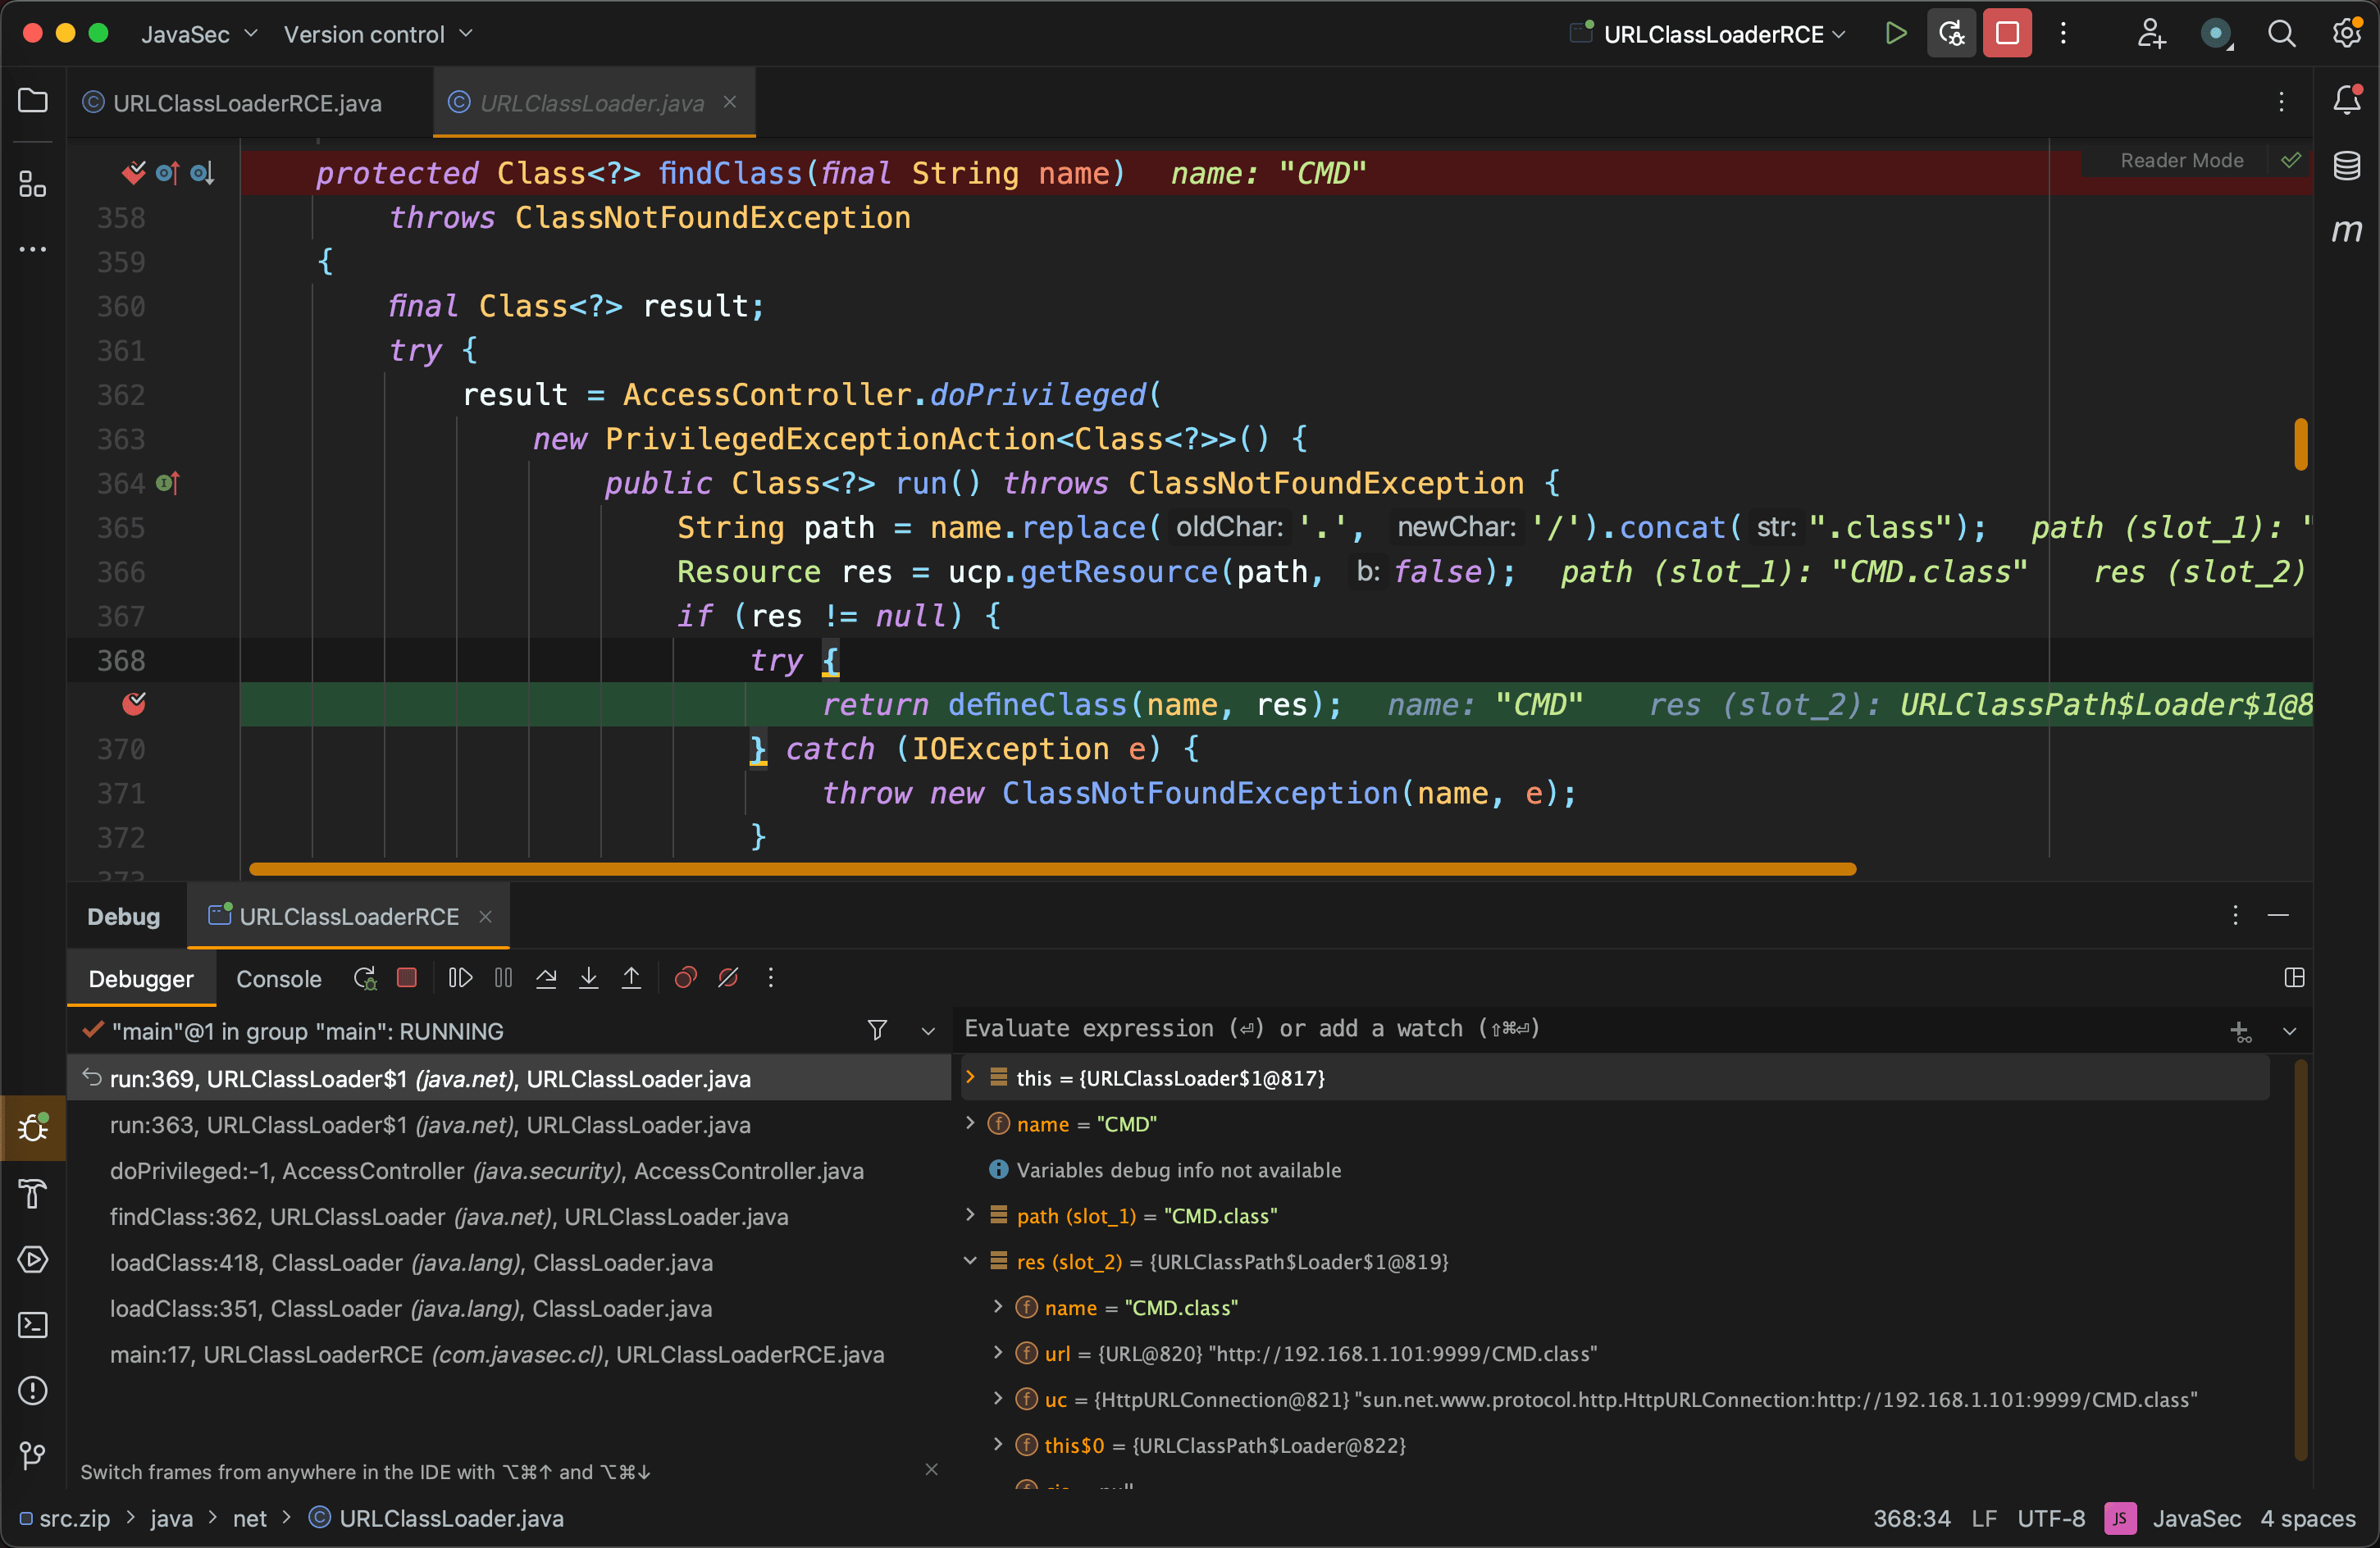 JavaSec
Version control
URLClassLoaderRCE
URLClassLoaderRCE.java
URLClassLoader.java
Reader Mode
protected Class<?> findClass(final String name) name: "CMD"
358 throws ClassNotFoundException
359 {
360 final Class<?> result;
361 try {
362 result = AccessController.doPrivileged(
363 new PrivilegedExceptionAction<Class<?>>() {
364 public Class<?> run() throws ClassNotFoundException {
365 String path = name.replace( oldChar: '.', newChar: '/').concat( str: ".class"); path (slot_1): "
366 Resource res = ucp.getResource(path, b: false); path (slot_1): "CMD.class" res (slot_2)
367 if (res != null) {
368 try {
return defineClass(name, res); name: "CMD" res (slot_2): URLClassPath$Loader$1@8
370 } catch (IOException e) {
371 throw new ClassNotFoundException(name, e);
372 }
373
Debug
URLClassLoaderRCE
Debugger
Console
"main"@1 in group "main": RUNNING
run:369, URLClassLoader$1 (java.net), URLClassLoader.java
run:363, URLClassLoader$1 (java.net), URLClassLoader.java
doPrivileged:-1, AccessController (java.security), AccessController.java
findClass:362, URLClassLoader (java.net), URLClassLoader.java
loadClass:418, ClassLoader (java.lang), ClassLoader.java
loadClass:351, ClassLoader (java.lang), ClassLoader.java
main:17, URLClassLoaderRCE (com.javasec.cl), URLClassLoaderRCE.java
Switch frames from anywhere in the IDE with ⌥⌘↑ and ⌥⌘↓
Evaluate expression (⏎) or add a watch (⇧⌘⏎)
this = {URLClassLoader$1@817}
name = "CMD"
Variables debug info not available
path (slot_1) = "CMD.class"
res (slot_2) = {URLClassPath$Loader$1@819}
name = "CMD.class"
url = {URL@820} "http://192.168.1.101:9999/CMD.class"
uc = {HttpURLConnection@821} "sun.net.www.protocol.http.HttpURLConnection:http://192.168.1.101:9999/CMD.class"
this$0 = {URLClassPath$Loader@822}
src.zip > java > net > URLClassLoader.java
368:34 LF UTF-8 JS JavaSec 4 spaces